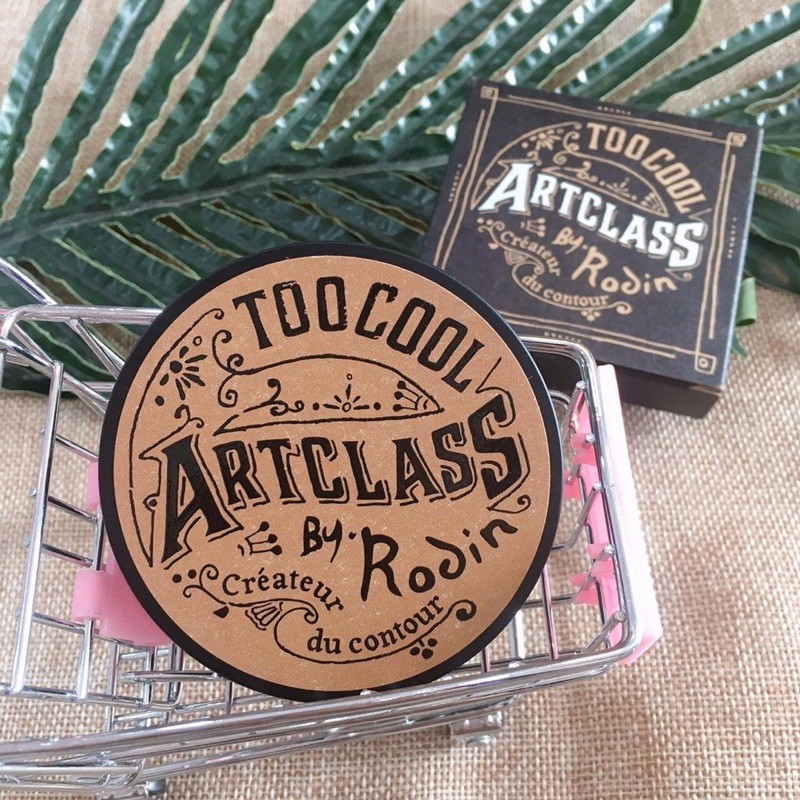 TOO COOL
ARTCLASS
By. Rodin
Créateur
du contour
TOO COOL
ARTCLASS
By. Rodin
Créateur
du contour